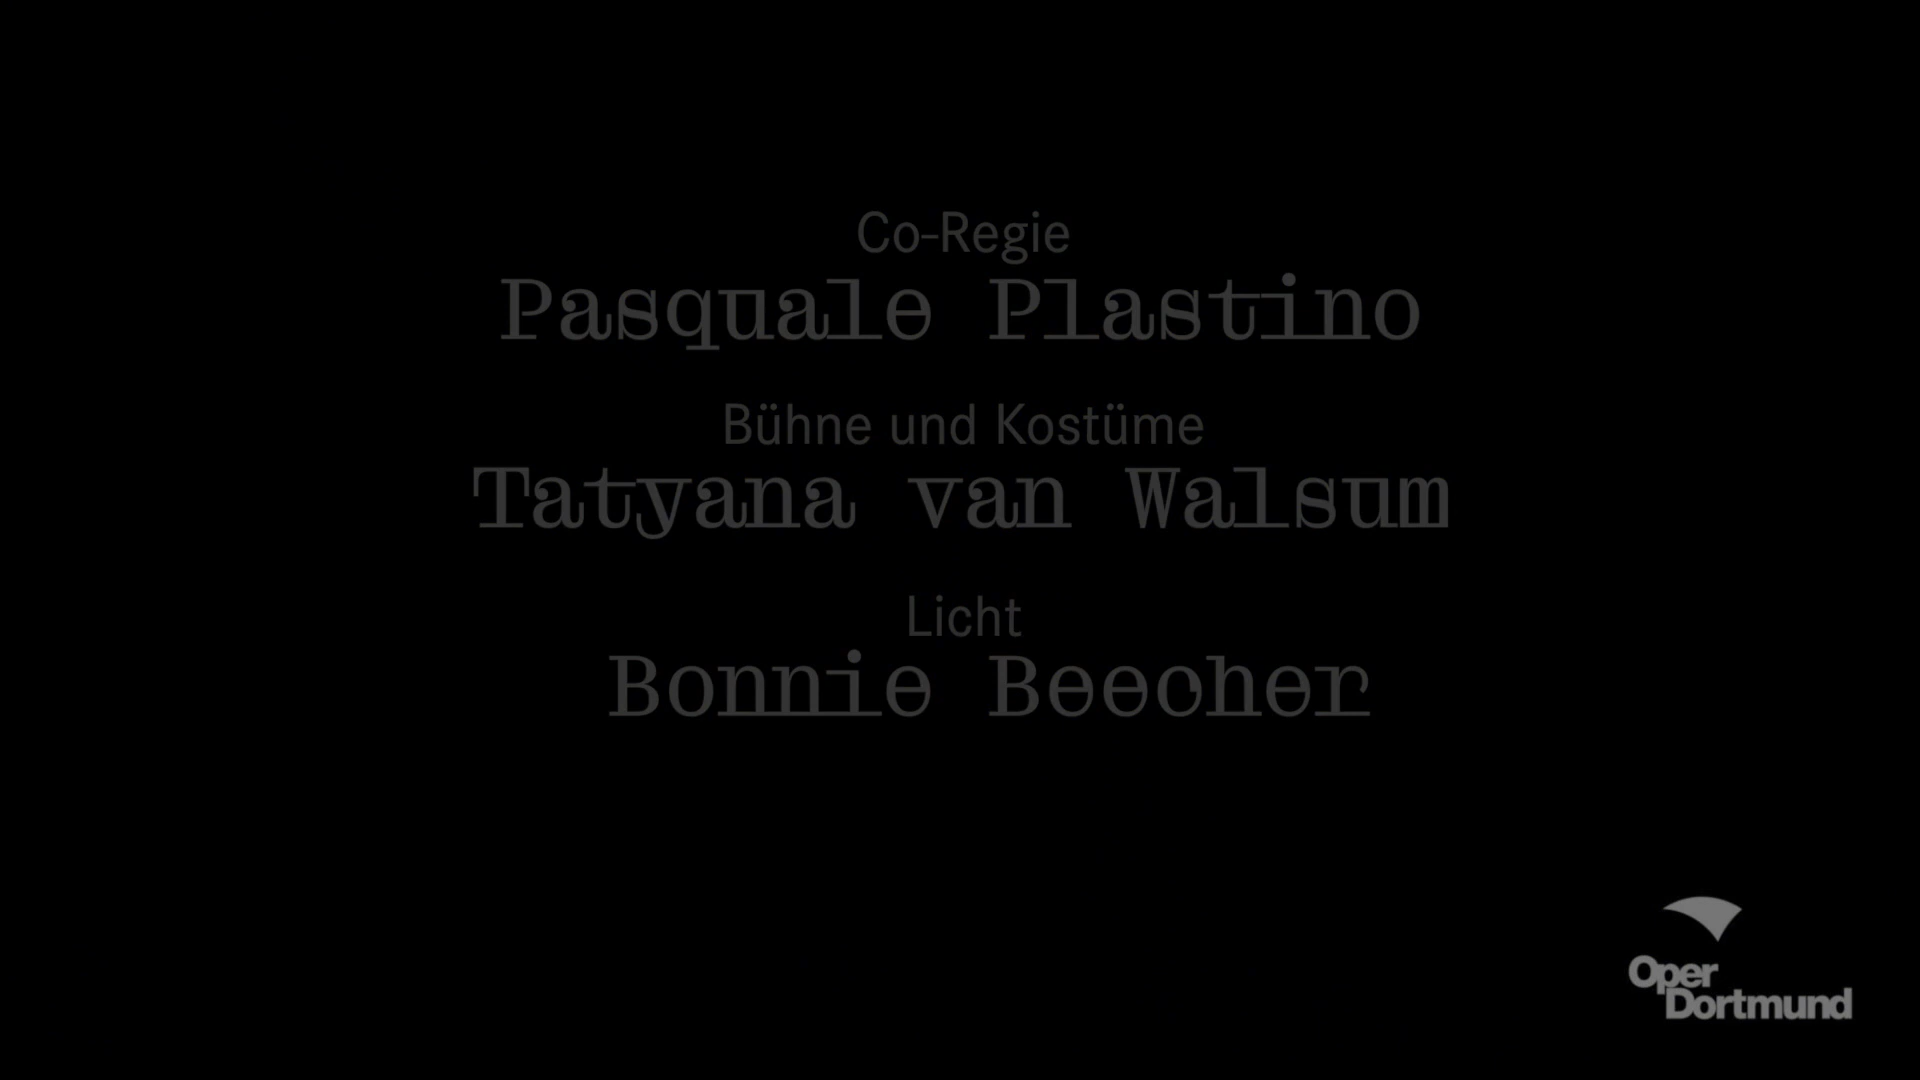 Co-Regie
Pasquale Plastino
Bühne und Kostüme
Tatyana van Walsum
Licht
Bonnie Beecher
Oper
Dortmund